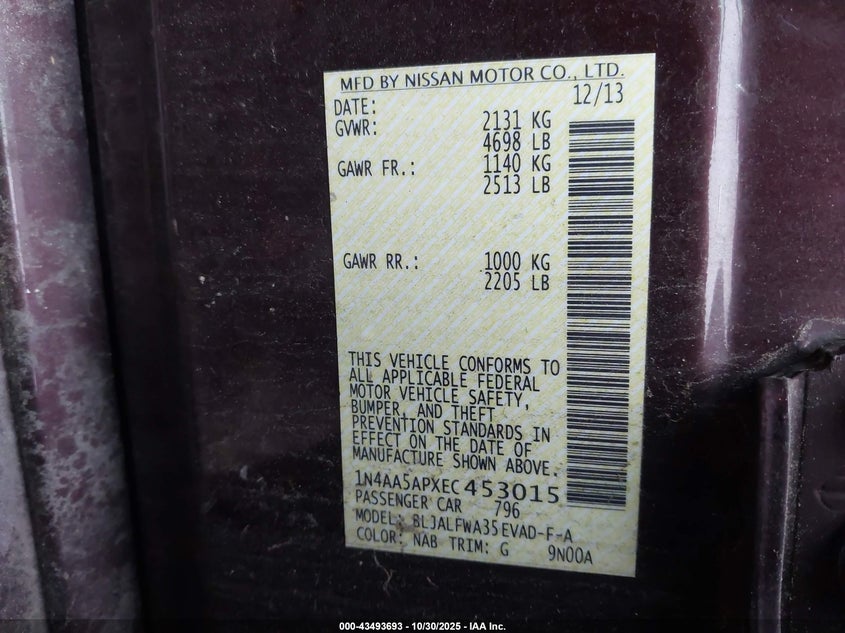 MFD BY NISSAN MOTOR CO., LTD.
DATE: 12/13
GVWR: 2131 KG
4698 LB
GAWR FR.: 1140 KG
2513 LB
GAWR RR.: 1000 KG
2205 LB
THIS VEHICLE CONFORMS TO
ALL APPLICABLE FEDERAL
MOTOR VEHICLE SAFETY,
BUMPER, AND THEFT
PREVENTION STANDARDS IN
EFFECT ON THE DATE OF
MANUFACTURE SHOWN ABOVE.
1N4AA5APXEC453015
PASSENGER CAR 796
MODEL: BLJALFWA35EVAD-F-A
COLOR: NAB TRIM: G 9N00A
000-43493693 - 10/30/2025 - IAA Inc.